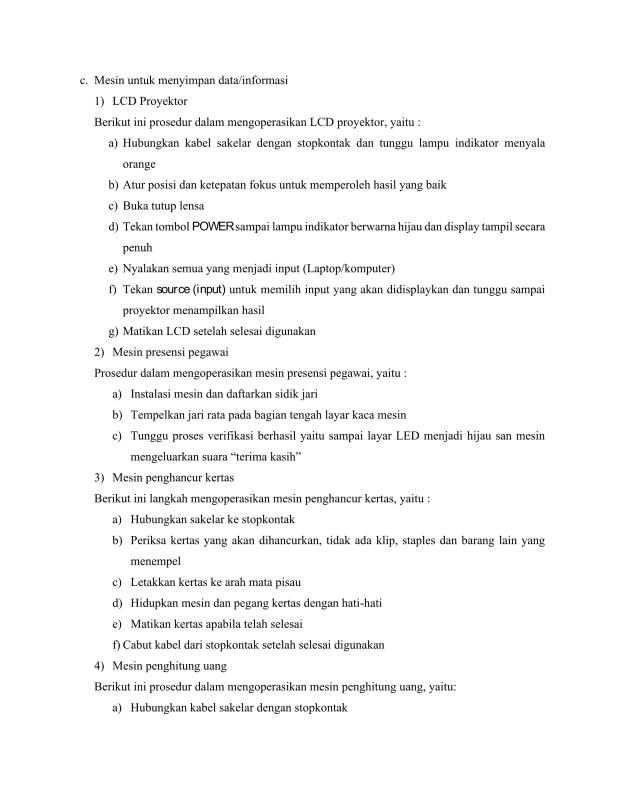 c. Mesin untuk menyimpan data/informasi
1) LCD Proyektor
Berikut ini prosedur dalam mengoperasikan LCD proyektor, yaitu :
a) Hubungkan kabel sakelar dengan stopkontak dan tunggu lampu indikator menyala
orange
b) Atur posisi dan ketepatan fokus untuk memperoleh hasil yang baik
c) Buka tutup lensa
d) Tekan tombol POWER sampai lampu indikator berwarna hijau dan display tampil secara
penuh
e) Nyalakan semua yang menjadi input (Laptop/komputer)
f) Tekan source (input) untuk memilih input yang akan didisplaykan dan tunggu sampai
proyektor menampilkan hasil
g) Matikan LCD setelah selesai digunakan
2) Mesin presensi pegawai
Prosedur dalam mengoperasikan mesin presensi pegawai, yaitu :
a) Instalasi mesin dan daftarkan sidik jari
b) Tempelkan jari rata pada bagian tengah layar kaca mesin
c) Tunggu proses verifikasi berhasil yaitu sampai layar LED menjadi hijau san mesin
mengeluarkan suara “terima kasih”
3) Mesin penghancur kertas
Berikut ini langkah mengoperasikan mesin penghancur kertas, yaitu :
a) Hubungkan sakelar ke stopkontak
b) Periksa kertas yang akan dihancurkan, tidak ada klip, staples dan barang lain yang
menempel
c) Letakkan kertas ke arah mata pisau
d) Hidupkan mesin dan pegang kertas dengan hati-hati
e) Matikan kertas apabila telah selesai
f) Cabut kabel dari stopkontak setelah selesai digunakan
4) Mesin penghitung uang
Berikut ini prosedur dalam mengoperasikan mesin penghitung uang, yaitu:
a) Hubungkan kabel sakelar dengan stopkontak